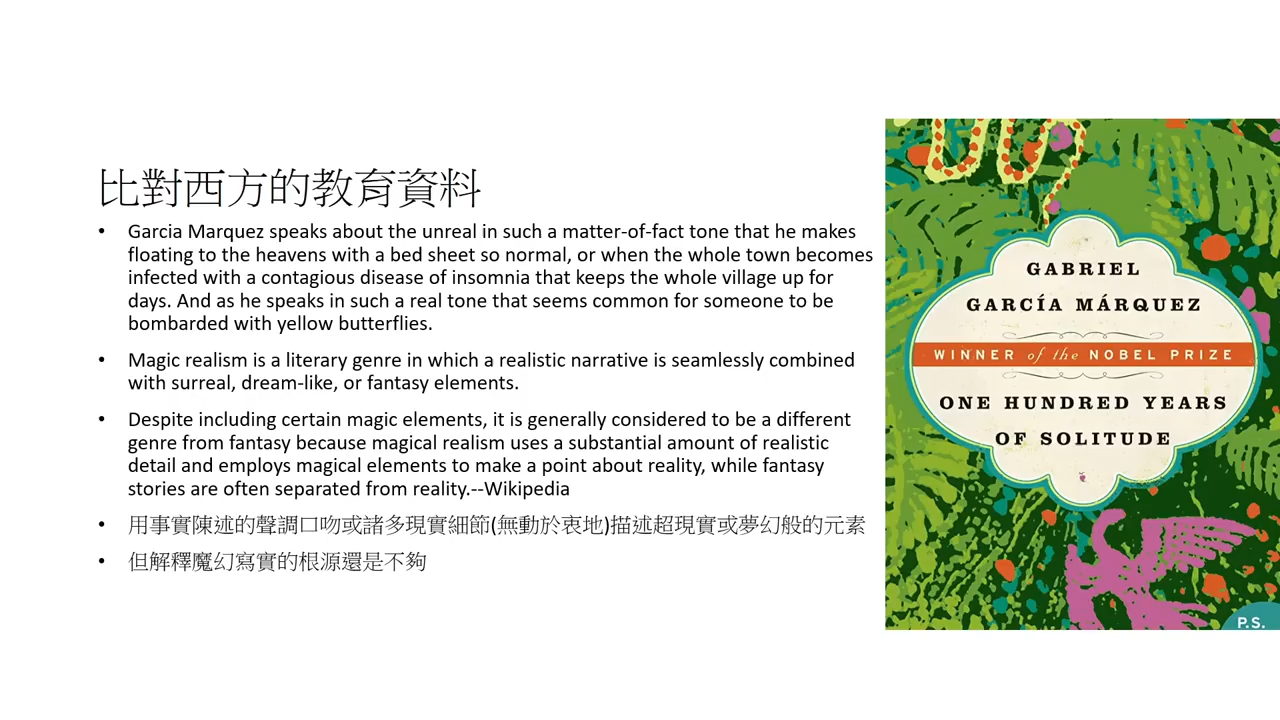 比對西方的教育資料
• Garcia Marquez speaks about the unreal in such a matter-of-fact tone that he makes
floating to the heavens with a bed sheet so normal, or when the whole town becomes
infected with a contagious disease of insomnia that keeps the whole village up for
days. And as he speaks in such a real tone that seems common for someone to be
bombarded with yellow butterflies.
• Magic realism is a literary genre in which a realistic narrative is seamlessly combined
with surreal, dream-like, or fantasy elements.
• Despite including certain magic elements, it is generally considered to be a different
genre from fantasy because magical realism uses a substantial amount of realistic
detail and employs magical elements to make a point about reality, while fantasy
stories are often separated from reality.--Wikipedia
• 用事實陳述的聲調口吻或諸多現實細節(無動於衷地)描述超現實或夢幻般的元素
• 但解釋魔幻寫實的根源還是不夠
GABRIEL
GARCÍA MÁRQUEZ
WINNER of the NOBEL PRIZE
ONE HUNDRED YEARS
OF SOLITUDE
P.S.